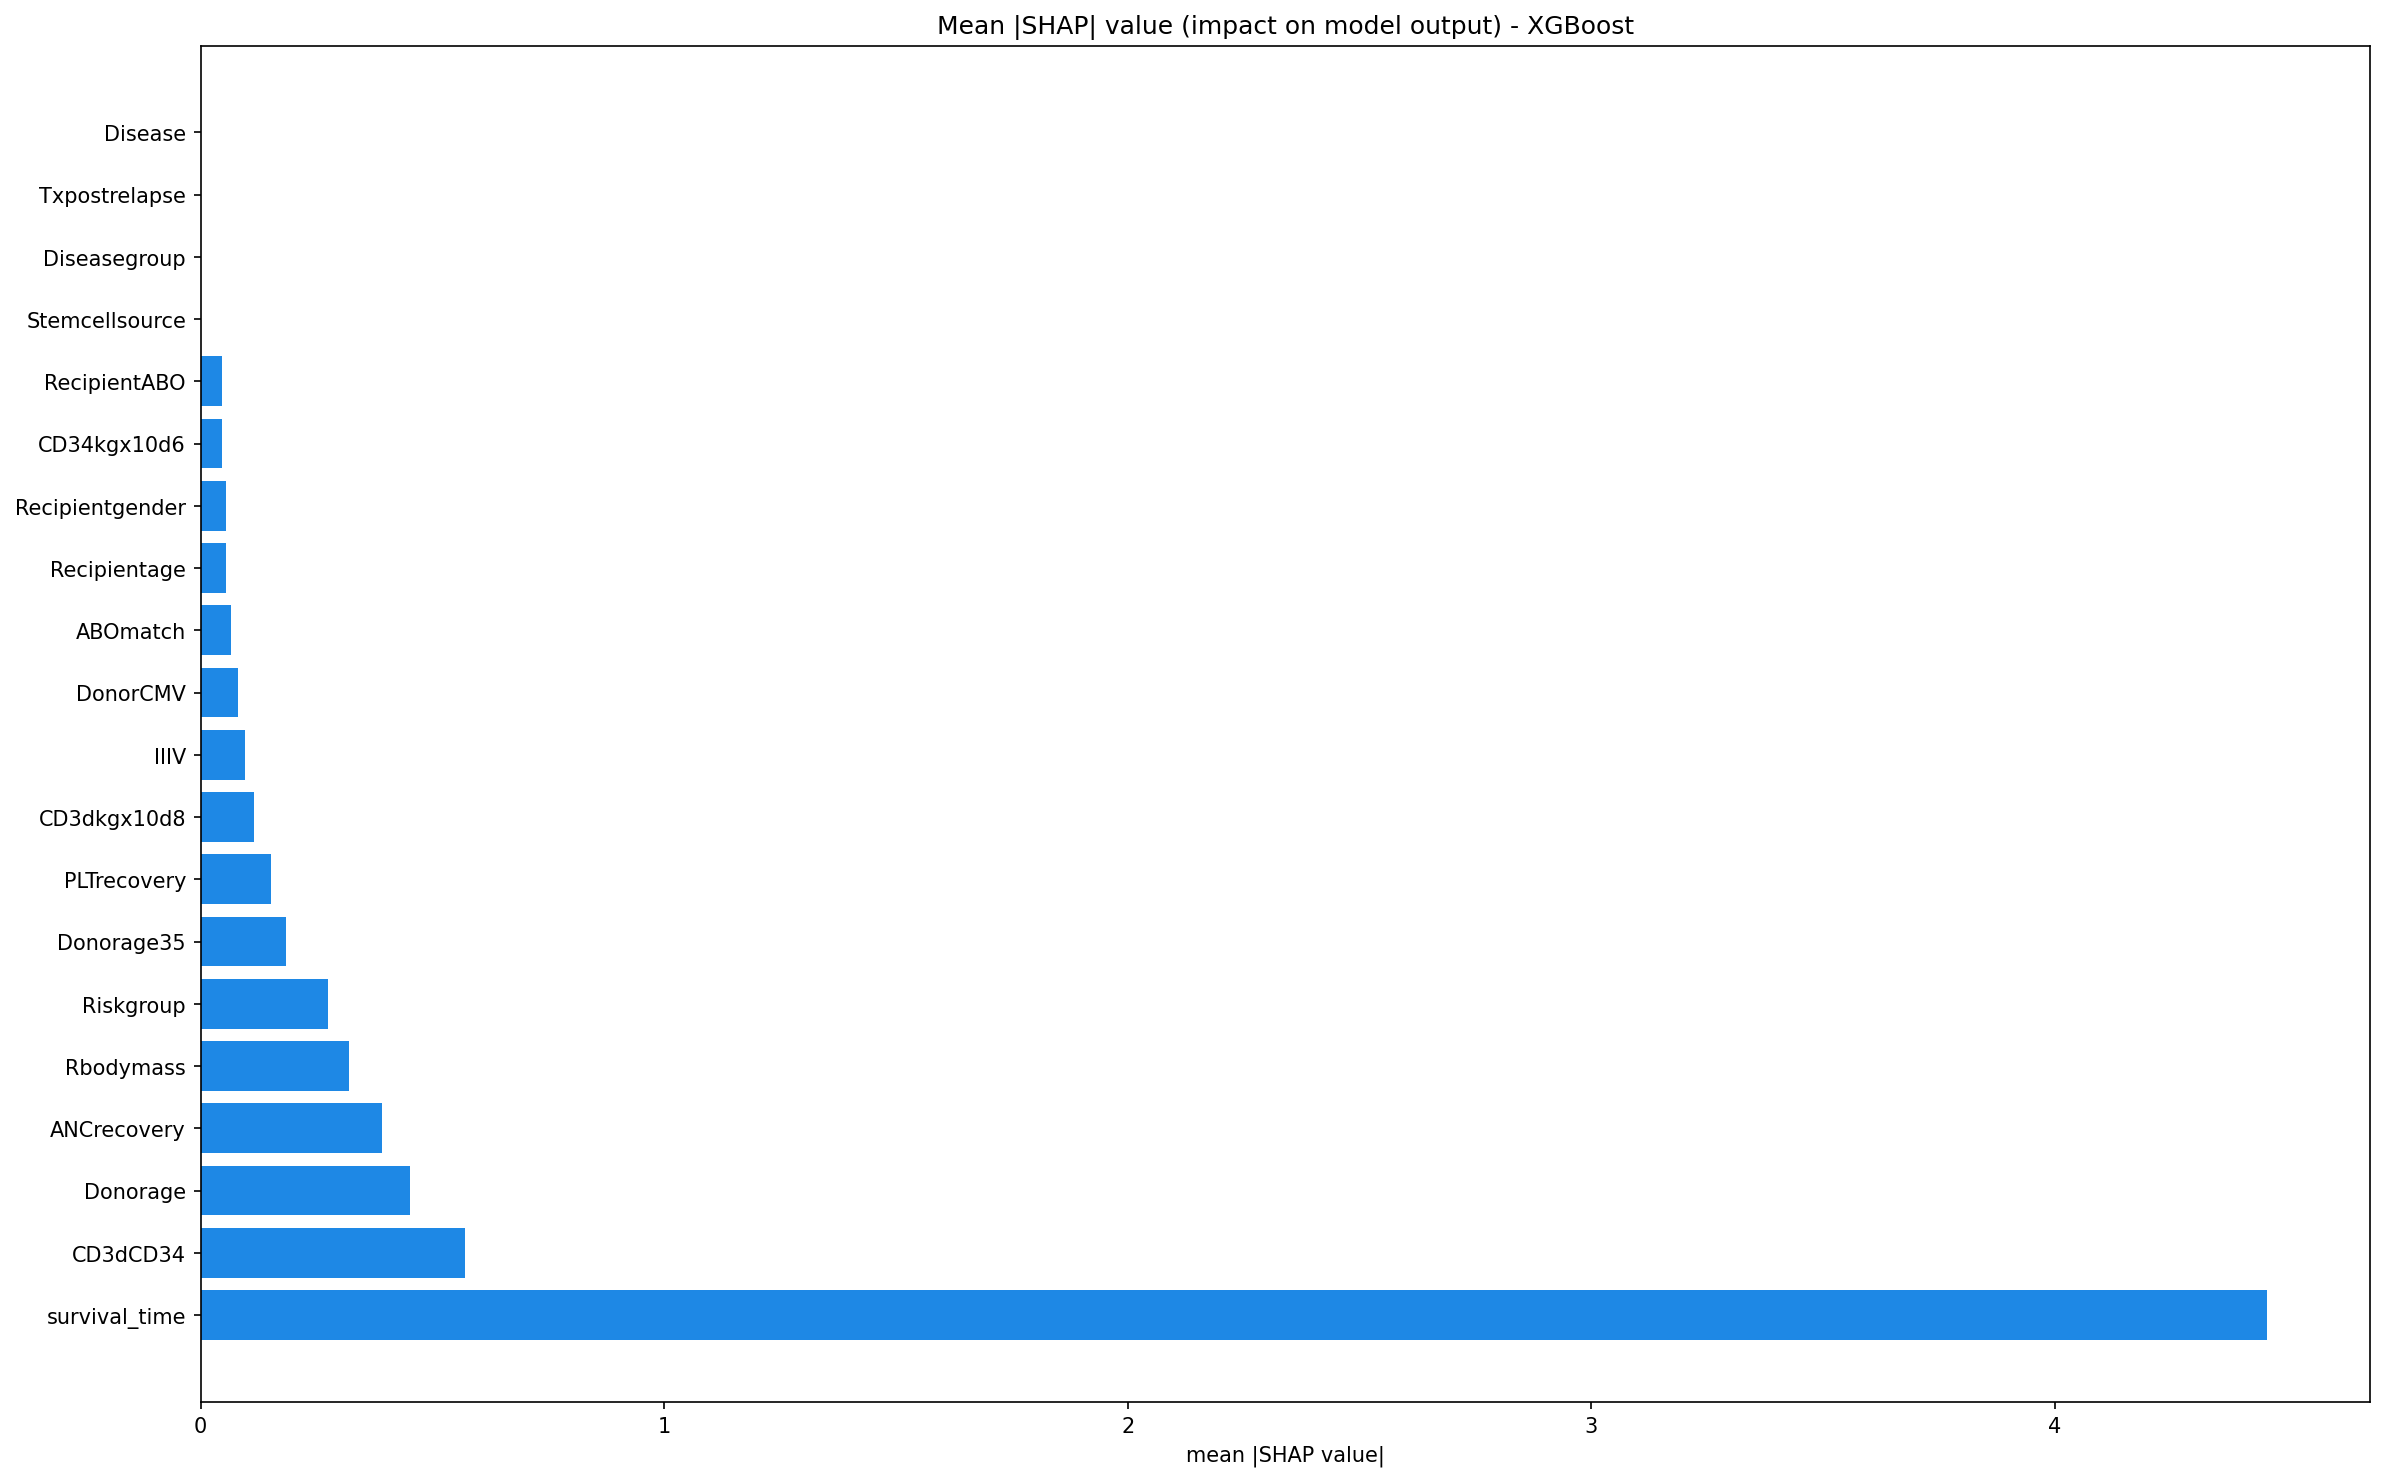 Mean |SHAP| value (impact on model output) - XGBoost
Disease
Txpostrelapse
Diseasegroup
Stemcellsource
RecipientABO
CD34kgx10d6
Recipientgender
Recipientage
ABOmatch
DonorCMV
IIIV
CD3dkgx10d8
PLTrecovery
Donorage35
Riskgroup
Rbodymass
ANCrecovery
Donorage
CD3dCD34
survival_time
0 1 2 3 4
mean |SHAP value|